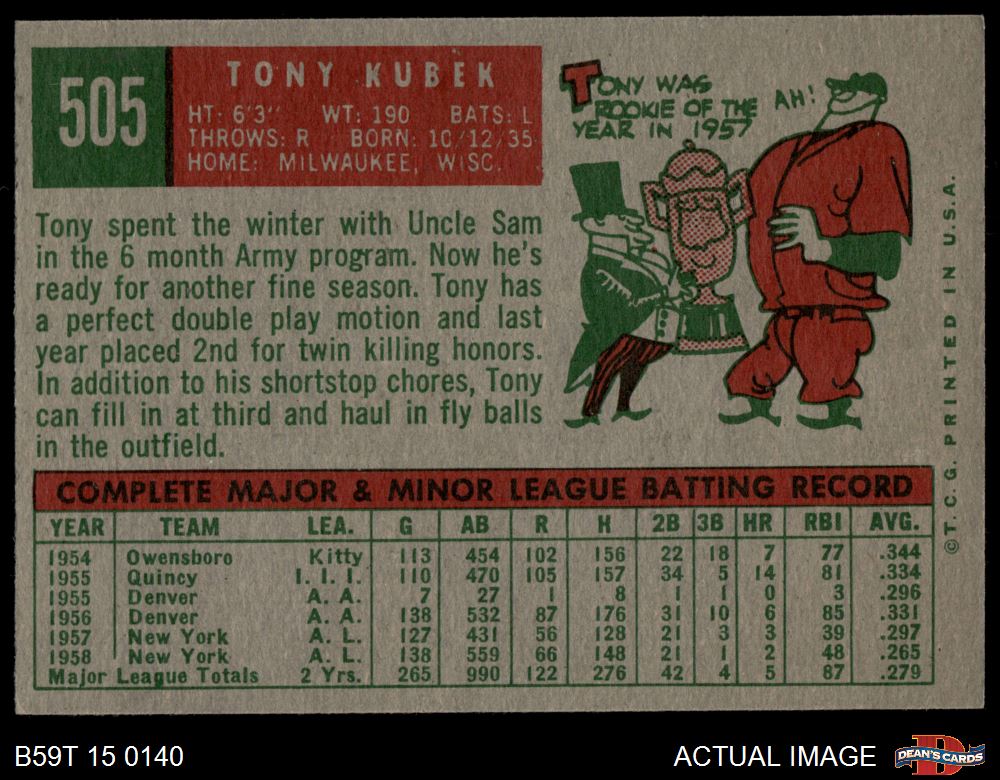 505
TONY KUBEK
HT: 6'3" WT: 190 BATS: L
THROWS: R BORN: 10/12/35
HOME: MILWAUKEE, WISC.
TONY WAS
ROOKIE OF THE
YEAR IN 1957
AH!
Tony spent the winter with Uncle Sam
in the 6 month Army program. Now he's
ready for another fine season. Tony has
a perfect double play motion and last
year placed 2nd for twin killing honors.
In addition to his shortstop chores, Tony
can fill in at third and haul in fly balls
in the outfield.
©T. C. G. PRINTED IN U.S.A.
COMPLETE MAJOR & MINOR LEAGUE BATTING RECORD
YEAR TEAM LEA. G AB R H 2B 3B HR RBI AVG.
1954 Owensboro Kitty 113 454 102 156 22 18 7 77 .344
1955 Quincy I. I. I. 110 470 105 157 34 5 14 81 .334
1955 Denver A. A. 7 27 1 8 1 1 0 3 .296
1956 Denver A. A. 138 532 87 176 31 10 6 85 .331
1957 New York A. L. 127 431 56 128 21 3 3 39 .297
1958 New York A. L. 138 559 66 148 21 1 2 48 .265
Major League Totals 2 Yrs. 265 990 122 276 42 4 5 87 .279
B59T 15 0140
ACTUAL IMAGE
D
DEAN'S CARDS